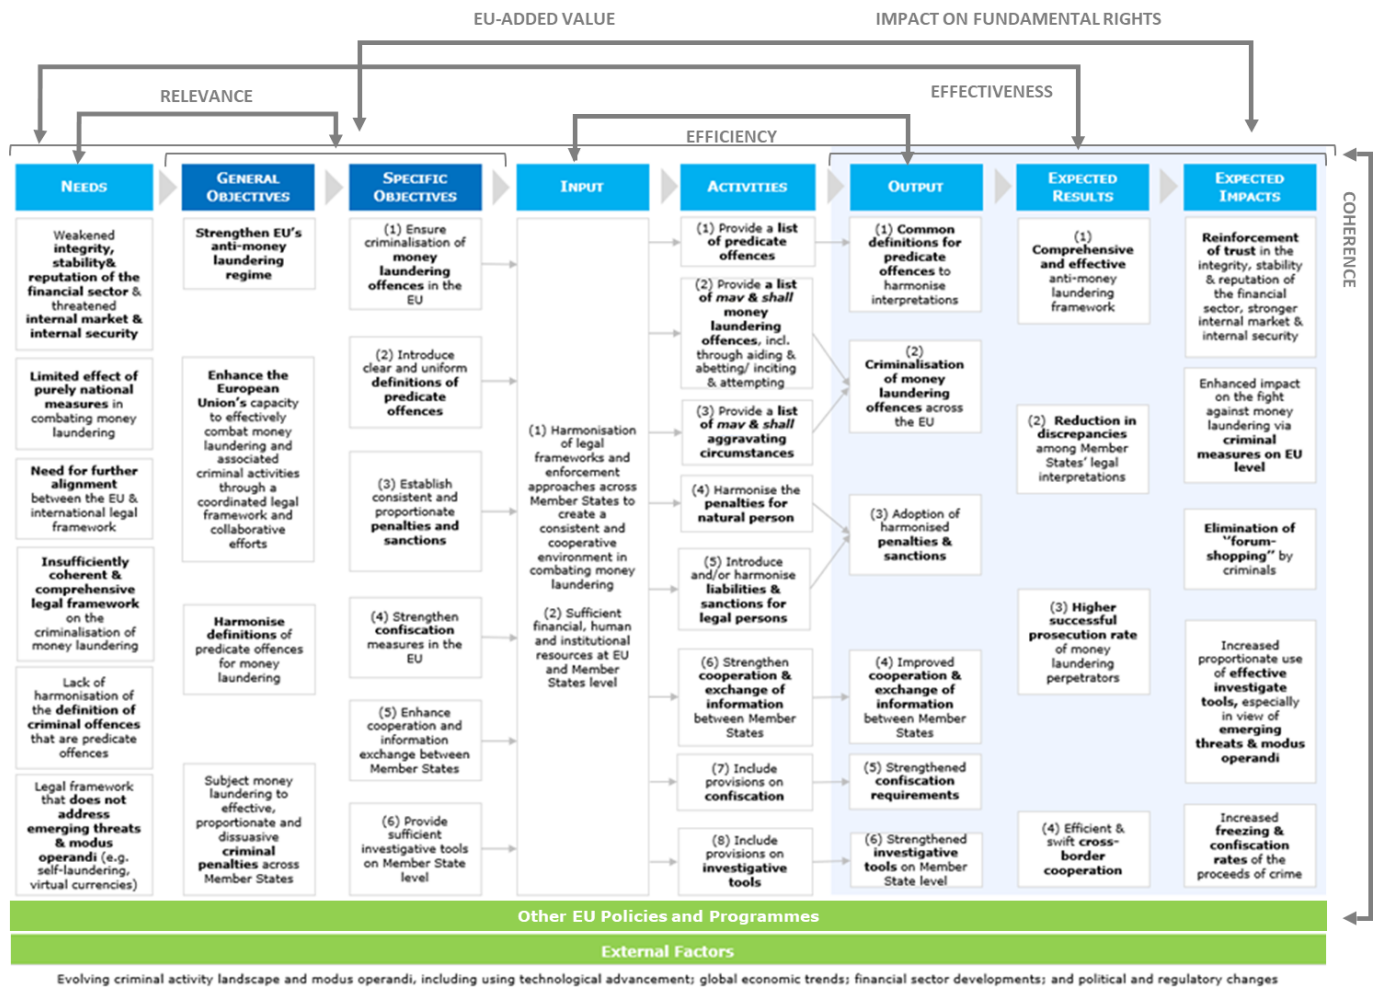 EU-ADDED VALUE
IMPACT ON FUNDAMENTAL RIGHTS
RELEVANCE
EFFECTIVENESS
EFFICIENCY
COHERENCE
NEEDS
Weakened
integrity,
stability&
reputation of the
financial sector &
threatened
internal market &
internal security
Limited effect of
purely national
measures in
combating money
laundering
Need for further
alignment
between the EU &
international legal
framework
Insufficiently
coherent &
comprehensive
legal framework
on the
criminalisation of
money laundering
Lack of
harmonisation of
the definition of
criminal offences
that are predicate
offences
Legal framework
that does not
address
emerging threats
& modus
operandi (e.g.
self-laundering,
virtual currencies)
GENERAL
OBJECTIVES
Strengthen EU's
anti-money
laundering
regime
Enhance the
European
Union's capacity
to effectively
combat money
laundering and
associated
criminal activities
through a
coordinated legal
framework and
collaborative
efforts
Harmonise
definitions of
predicate offences
for money
laundering
Subject money
laundering to
effective,
proportionate and
dissuasive
criminal
penalties across
Member States
SPECIFIC
OBJECTIVES
(1) Ensure
criminalisation of
money
laundering
offences in the
EU
(2) Introduce
clear and uniform
definitions of
predicate
offences
(3) Establish
consistent and
proportionate
penalties and
sanctions
(4) Strengthen
confiscation
measures in the
EU
(5) Enhance
cooperation and
information
exchange between
Member States
(6) Provide
sufficient
investigative tools
on Member State
level
INPUT
(1) Harmonisation
of legal
frameworks and
enforcement
approaches across
Member States to
create a
consistent and
cooperative
environment in
combating money
laundering
(2) Sufficient
financial, human
and institutional
resources at EU
and Member
States level
ACTIVITIES
(1) Provide a list
of predicate
offences
(2) Provide a list
of may & shall
money
laundering
offences, incl.
through aiding &
abetting/ inciting
& attempting
(3) Provide a list
of may & shall
aggravating
circumstances
(4) Harmonise the
penalties for
natural person
(5) Introduce
and/or harmonise
liabilities &
sanctions for
legal persons
(6) Strengthen
cooperation &
exchange of
information
between Member
States
(7) Include
provisions on
confiscation
(8) Include
provisions on
investigative
tools
OUTPUT
(1) Common
definitions for
predicate
offences to
harmonise
interpretations
(2)
Criminalisation
of money
laundering
offences across
the EU
(3) Adoption of
harmonised
penalties &
sanctions
(4) Improved
cooperation &
exchange of
information
between Member
States
(5) Strengthened
confiscation
requirements
(6) Strengthened
investigative
tools on Member
State level
EXPECTED
RESULTS
(1)
Comprehensive
and effective
anti-money
laundering
framework
(2) Reduction in
discrepancies
among Member
States' legal
interpretations
(3) Higher
successful
prosecution rate
of money
laundering
perpetrators
(4) Efficient &
swift cross-
border
cooperation
EXPECTED
IMPACTS
Reinforcement
of trust in the
integrity, stability
& reputation of
the financial
sector, stronger
internal market &
internal security
Enhanced impact
on the fight
against money
laundering via
criminal
measures on EU
level
Elimination of
"forum-
shopping" by
criminals
Increased
proportionate use
of effective
investigate
tools, especially
in view of
emerging
threats & modus
operandi
Increased
freezing &
confiscation
rates of the
proceeds of crime
Other EU Policies and Programmes
External Factors
Evolving criminal activity landscape and modus operandi, including using technological advancement; global economic trends; financial sector developments; and political and regulatory changes